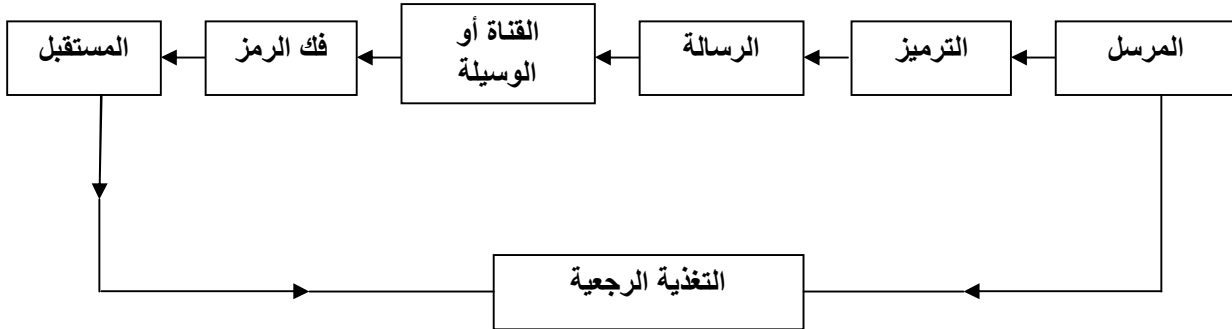 المرسل
الترميز
الرسالة
القناة أو
الوسيلة
فك الرمز
المستقبل
التغذية الرجعية